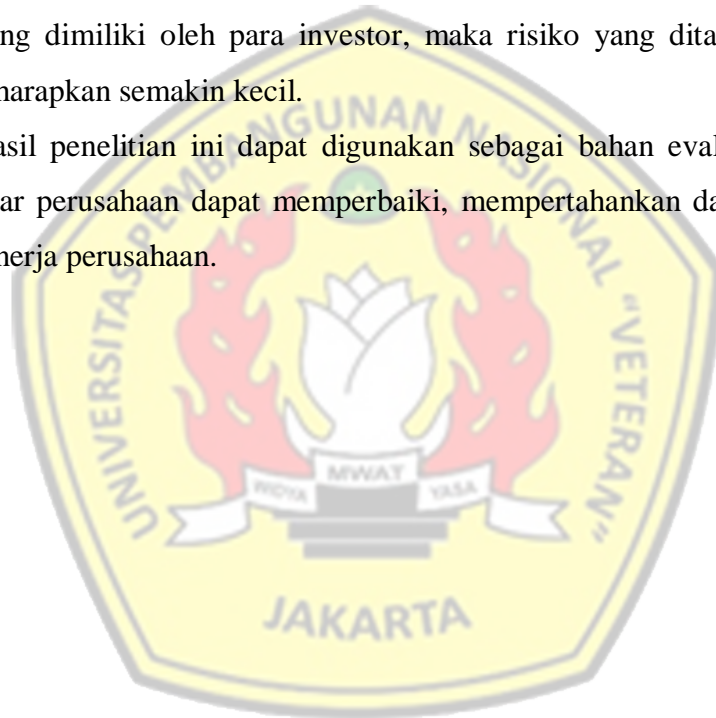 ng dimiliki oleh para investor, maka risiko yang dita
harapkan semakin kecil.
asil penelitian ini dapat digunakan sebagai bahan eval
ar perusahaan dapat memperbaiki, mempertahankan da
nerja perusahaan.
UNIVERSITAS PEMBANGUNAN NASIONAL "VETERAN"
WIDYA MWAT YASA
JAKARTA